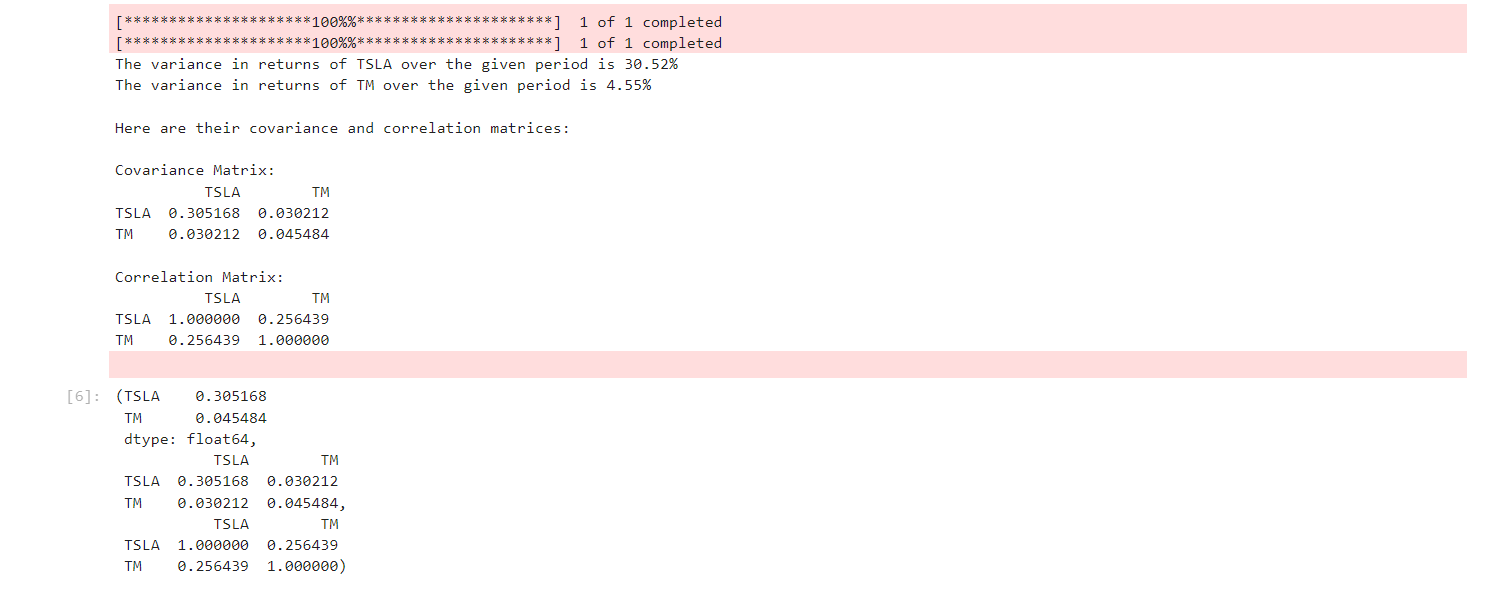 [*********************100%%**********************]  1 of 1 completed
[*********************100%%**********************]  1 of 1 completed
The variance in returns of TSLA over the given period is 30.52%
The variance in returns of TM over the given period is 4.55%
Here are their covariance and correlation matrices:
Covariance Matrix:
          TSLA        TM
TSLA  0.305168  0.030212
TM    0.030212  0.045484
Correlation Matrix:
          TSLA        TM
TSLA  1.000000  0.256439
TM    0.256439  1.000000
[6]: (TSLA    0.305168
 TM      0.045484
 dtype: float64,
           TSLA        TM
 TSLA  0.305168  0.030212
 TM    0.030212  0.045484,
           TSLA        TM
 TSLA  1.000000  0.256439
 TM    0.256439  1.000000)